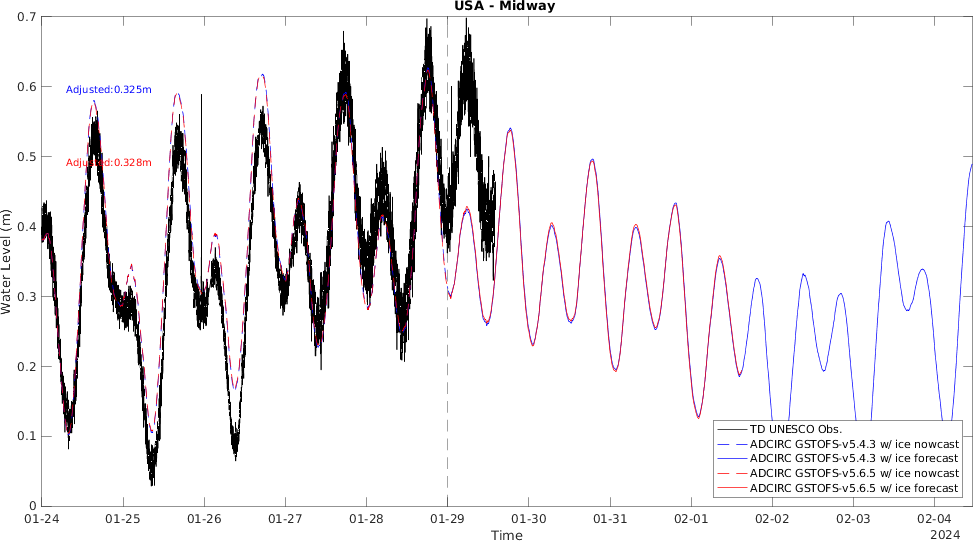 USA - Midway
0.7
0.6
0.5
0.4
0.3
0.2
0.1
0
Water Level (m)
Adjusted:0.325m
Adjusted:0.328m
TD UNESCO Obs.
ADCIRC GSTOFS-v5.4.3 w/ ice nowcast
ADCIRC GSTOFS-v5.4.3 w/ ice forecast
ADCIRC GSTOFS-v5.6.5 w/ ice nowcast
ADCIRC GSTOFS-v5.6.5 w/ ice forecast
01-24 01-25 01-26 01-27 01-28 01-29 01-30 01-31 02-01 02-02 02-03 02-04
2024
Time